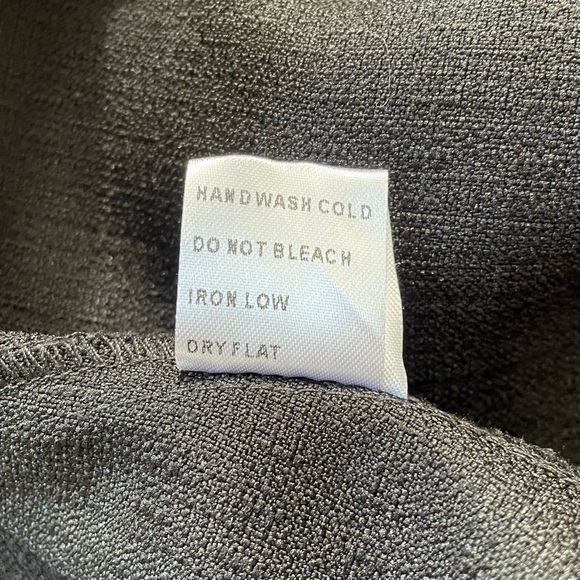 HANDWASH COLD
DO NOT BLEACH
IRON LOW
DRY FLAT